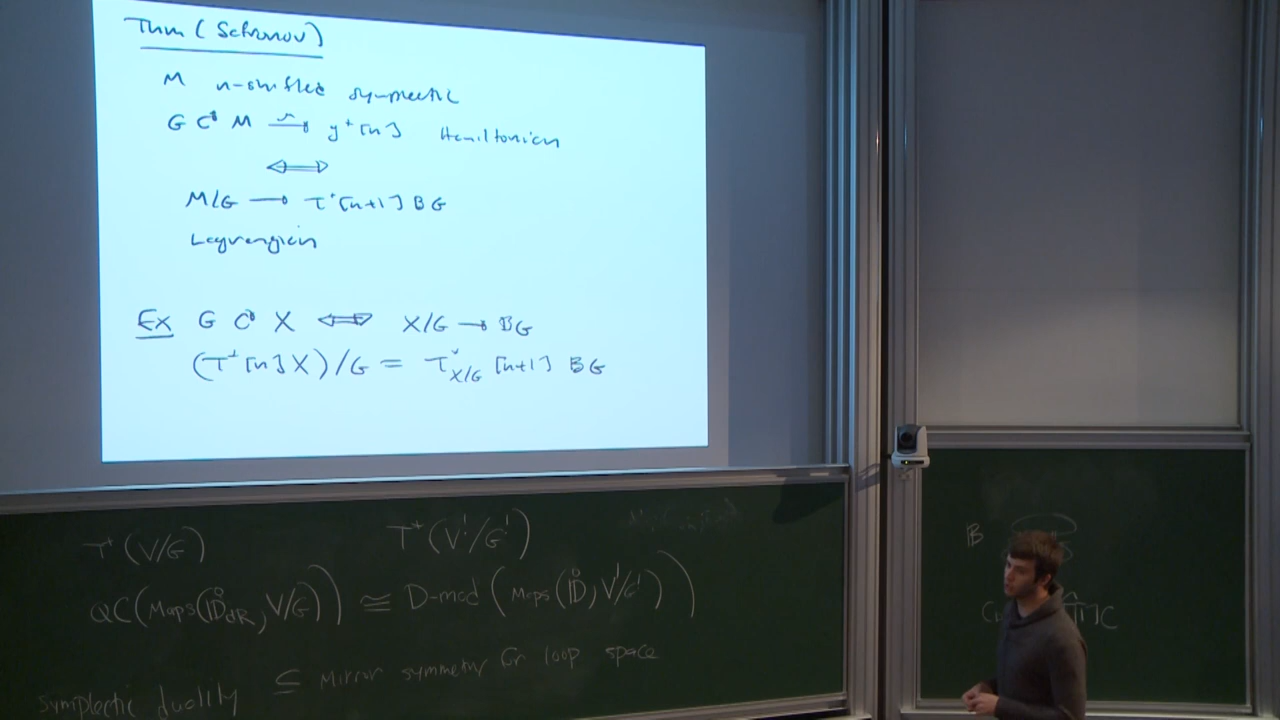 Thm (Safronov)
M n-shifted symplectic
G ↻ M →^μ g*[n] Hamiltonian
⟺
M/G → T*[n+1] BG
Lagrangian
Ex G ↻ X ⟺ X/G → BG
(T*[n]X)/G = T*_{X/G} [n+1] BG
T*(V/G) T*(V!/G!)
QC(Maps(D̊_dR, V/G)) ≅ D-mod(Maps(D̊, V!/G!))
symplectic duality ⊆ Mirror symmetry for loop space
B